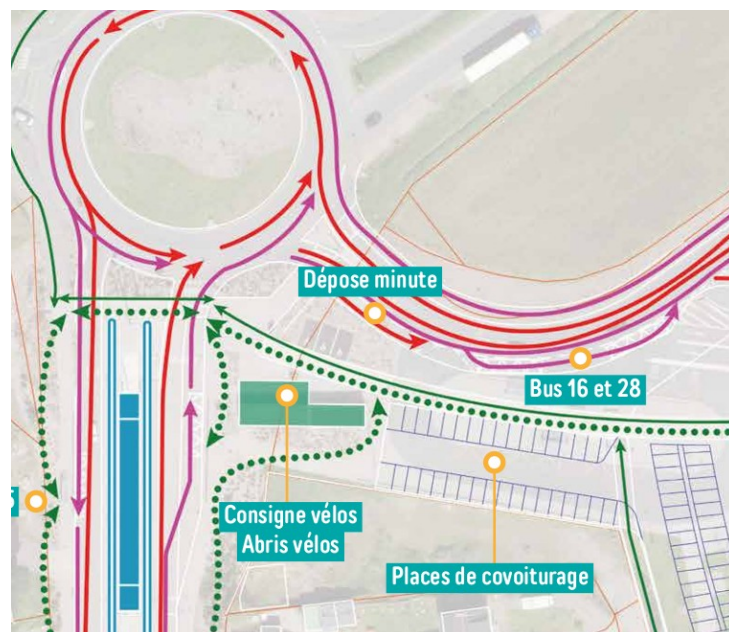 Dépose minute
Bus 16 et 28
Consigne vélos
Abris vélos
Places de covoiturage